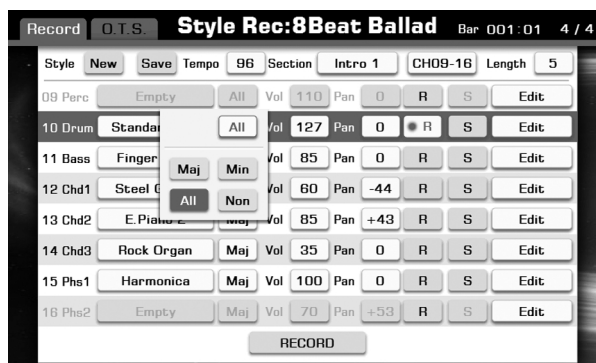 Record O.T.S. Style Rec:8Beat Ballad Bar 001:01 4/4
Style New Save Tempo 96 Section Intro 1 CH09-16 Length 5
09 Perc Empty All Vol 110 Pan 0 R S Edit
10 Drum Standar All Vol 127 Pan 0 R S Edit
11 Bass Finger Vol 85 Pan 0 R S Edit
Maj Min
12 Chd1 Steel Vol 60 Pan -44 R S Edit
All Non
13 Chd2 E.Piano 2 Maj Vol 85 Pan +43 R S Edit
14 Chd3 Rock Organ Maj Vol 35 Pan 0 R S Edit
15 Phs1 Harmonica Maj Vol 100 Pan 0 R S Edit
16 Phs2 Empty Maj Vol 70 Pan +53 R S Edit
RECORD